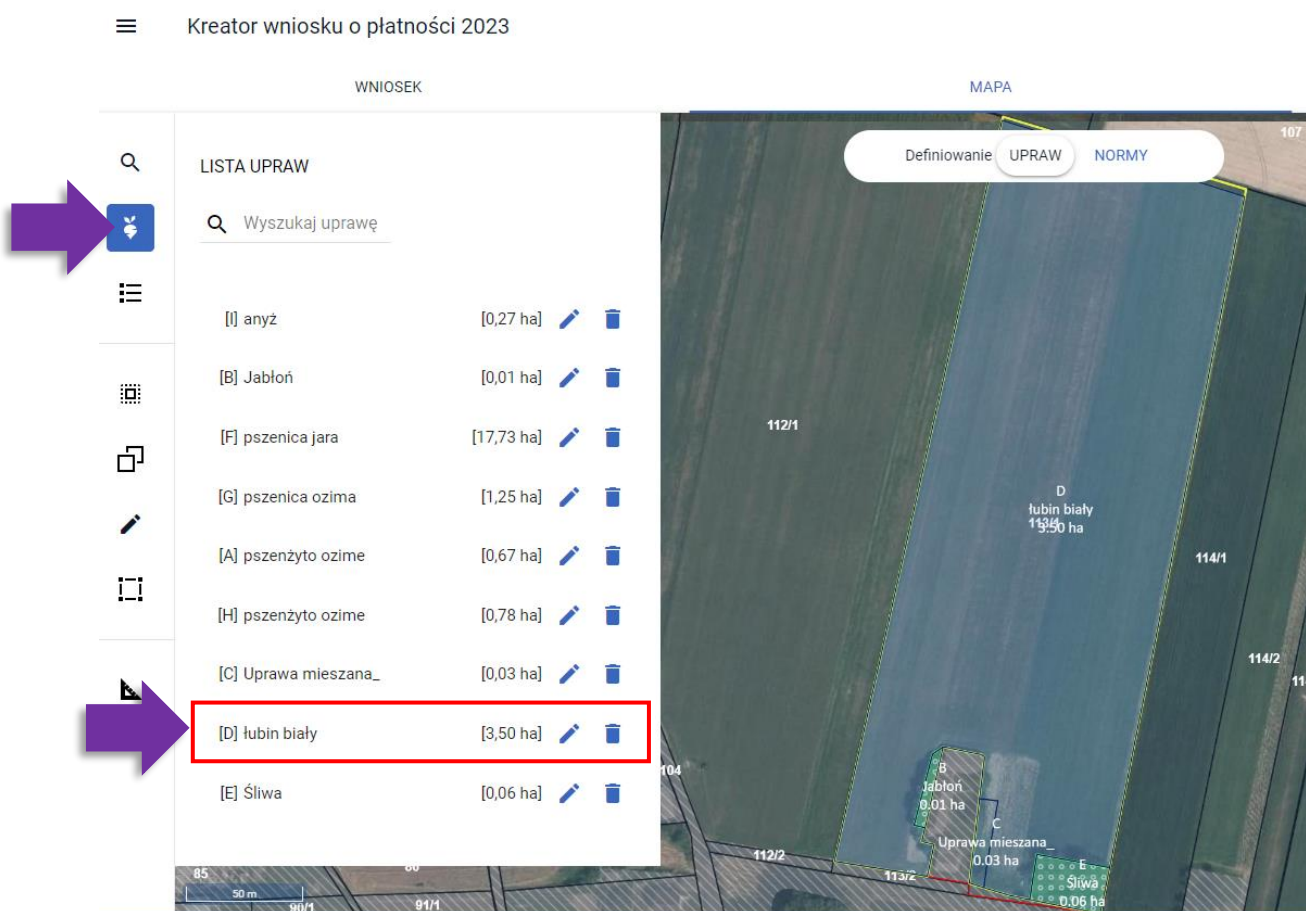 Kreator wniosku o płatności 2023
WNIOSEK MAPA
LISTA UPRAW
Wyszukaj uprawę
[I] anyż [0,27 ha]
[B] Jabłoń [0,01 ha]
[F] pszenica jara [17,73 ha]
[G] pszenica ozima [1,25 ha]
[A] pszenżyto ozime [0,67 ha]
[H] pszenżyto ozime [0,78 ha]
[C] Uprawa mieszana_ [0,03 ha]
[D] łubin biały [3,50 ha]
[E] Śliwa [0,06 ha]
Definiowanie UPRAW NORMY
107
112/1
D
łubin biały
3.50 ha
114/1
114/2
104
B
Jabłoń
0.01 ha
C
Uprawa mieszana_
0.03 ha
E
Śliwa
0.06 ha
112/2
113/2
85
50 m
90/1
91/1